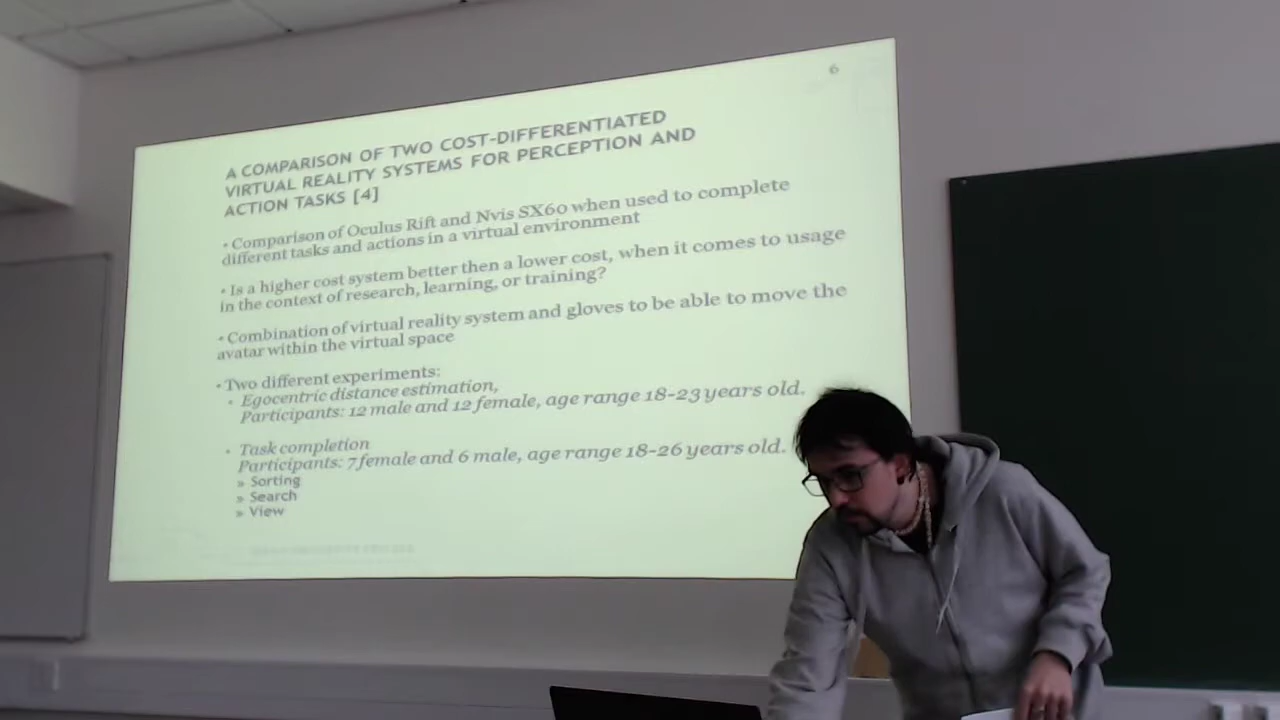 6
A COMPARISON OF TWO COST-DIFFERENTIATED
VIRTUAL REALITY SYSTEMS FOR PERCEPTION AND
ACTION TASKS [4]
• Comparison of Oculus Rift and Nvis SX60 when used to complete
different tasks and actions in a virtual environment
• Is a higher cost system better then a lower cost, when it comes to usage
in the context of research, learning, or training?
• Combination of virtual reality system and gloves to be able to move the
avatar within the virtual space
• Two different experiments:
• Egocentric distance estimation,
Participants: 12 male and 12 female, age range 18-23 years old.
• Task completion
Participants: 7 female and 6 male, age range 18-26 years old.
» Sorting
» Search
» View